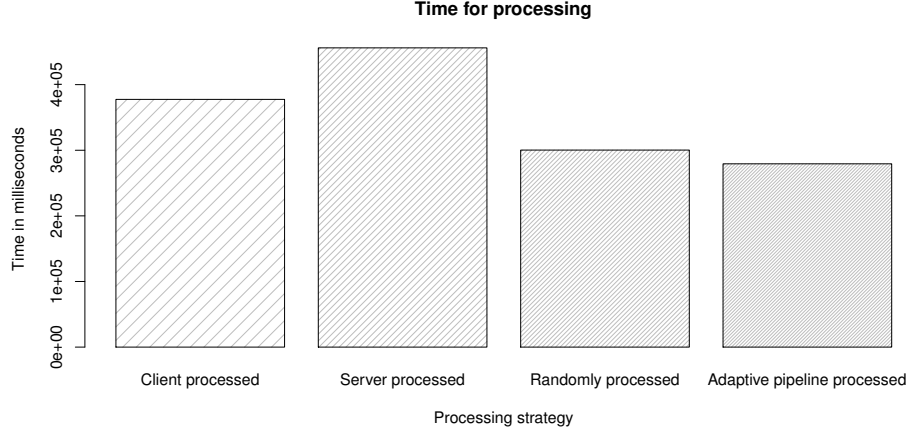 Time for processing
Time in milliseconds
4e+05
3e+05
2e+05
1e+05
0e+00
Client processed
Server processed
Randomly processed
Adaptive pipeline processed
Processing strategy